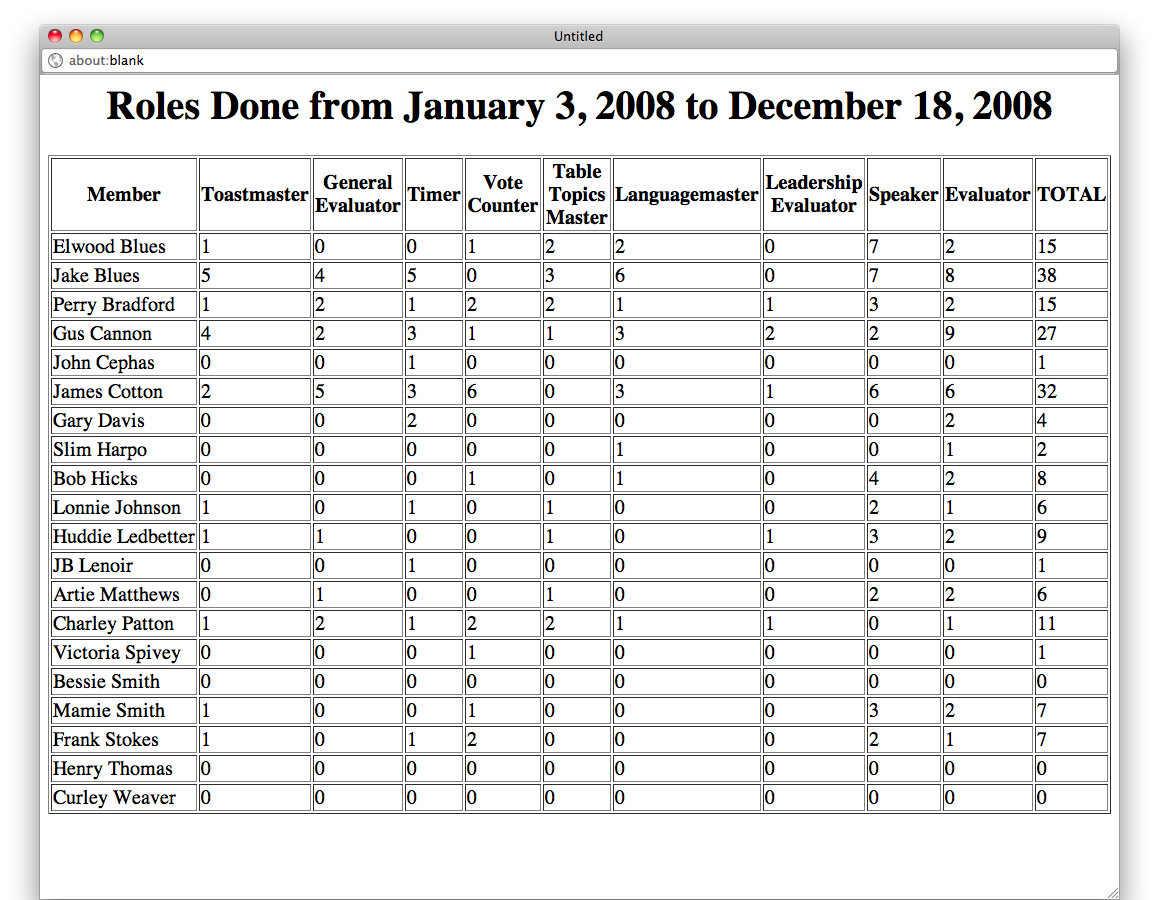 Untitled
about:blank
Roles Done from January 3, 2008 to December 18, 2008
Member Toastmaster General Evaluator Timer Vote Counter Table Topics Master Languagemaster Leadership Evaluator Speaker Evaluator TOTAL
Elwood Blues 1 0 0 1 2 2 0 7 2 15
Jake Blues 5 4 5 0 3 6 0 7 8 38
Perry Bradford 1 2 1 2 2 1 1 3 2 15
Gus Cannon 4 2 3 1 1 3 2 2 9 27
John Cephas 0 0 1 0 0 0 0 0 0 1
James Cotton 2 5 3 6 0 3 1 6 6 32
Gary Davis 0 0 2 0 0 0 0 0 2 4
Slim Harpo 0 0 0 0 0 1 0 0 1 2
Bob Hicks 0 0 0 1 0 1 0 4 2 8
Lonnie Johnson 1 0 1 0 1 0 0 2 1 6
Huddie Ledbetter 1 1 0 0 1 0 1 3 2 9
JB Lenoir 0 0 1 0 0 0 0 0 0 1
Artie Matthews 0 1 0 0 1 0 0 2 2 6
Charley Patton 1 2 1 2 2 1 1 0 1 11
Victoria Spivey 0 0 0 1 0 0 0 0 0 1
Bessie Smith 0 0 0 0 0 0 0 0 0 0
Mamie Smith 1 0 0 1 0 0 0 3 2 7
Frank Stokes 1 0 1 2 0 0 0 2 1 7
Henry Thomas 0 0 0 0 0 0 0 0 0 0
Curley Weaver 0 0 0 0 0 0 0 0 0 0